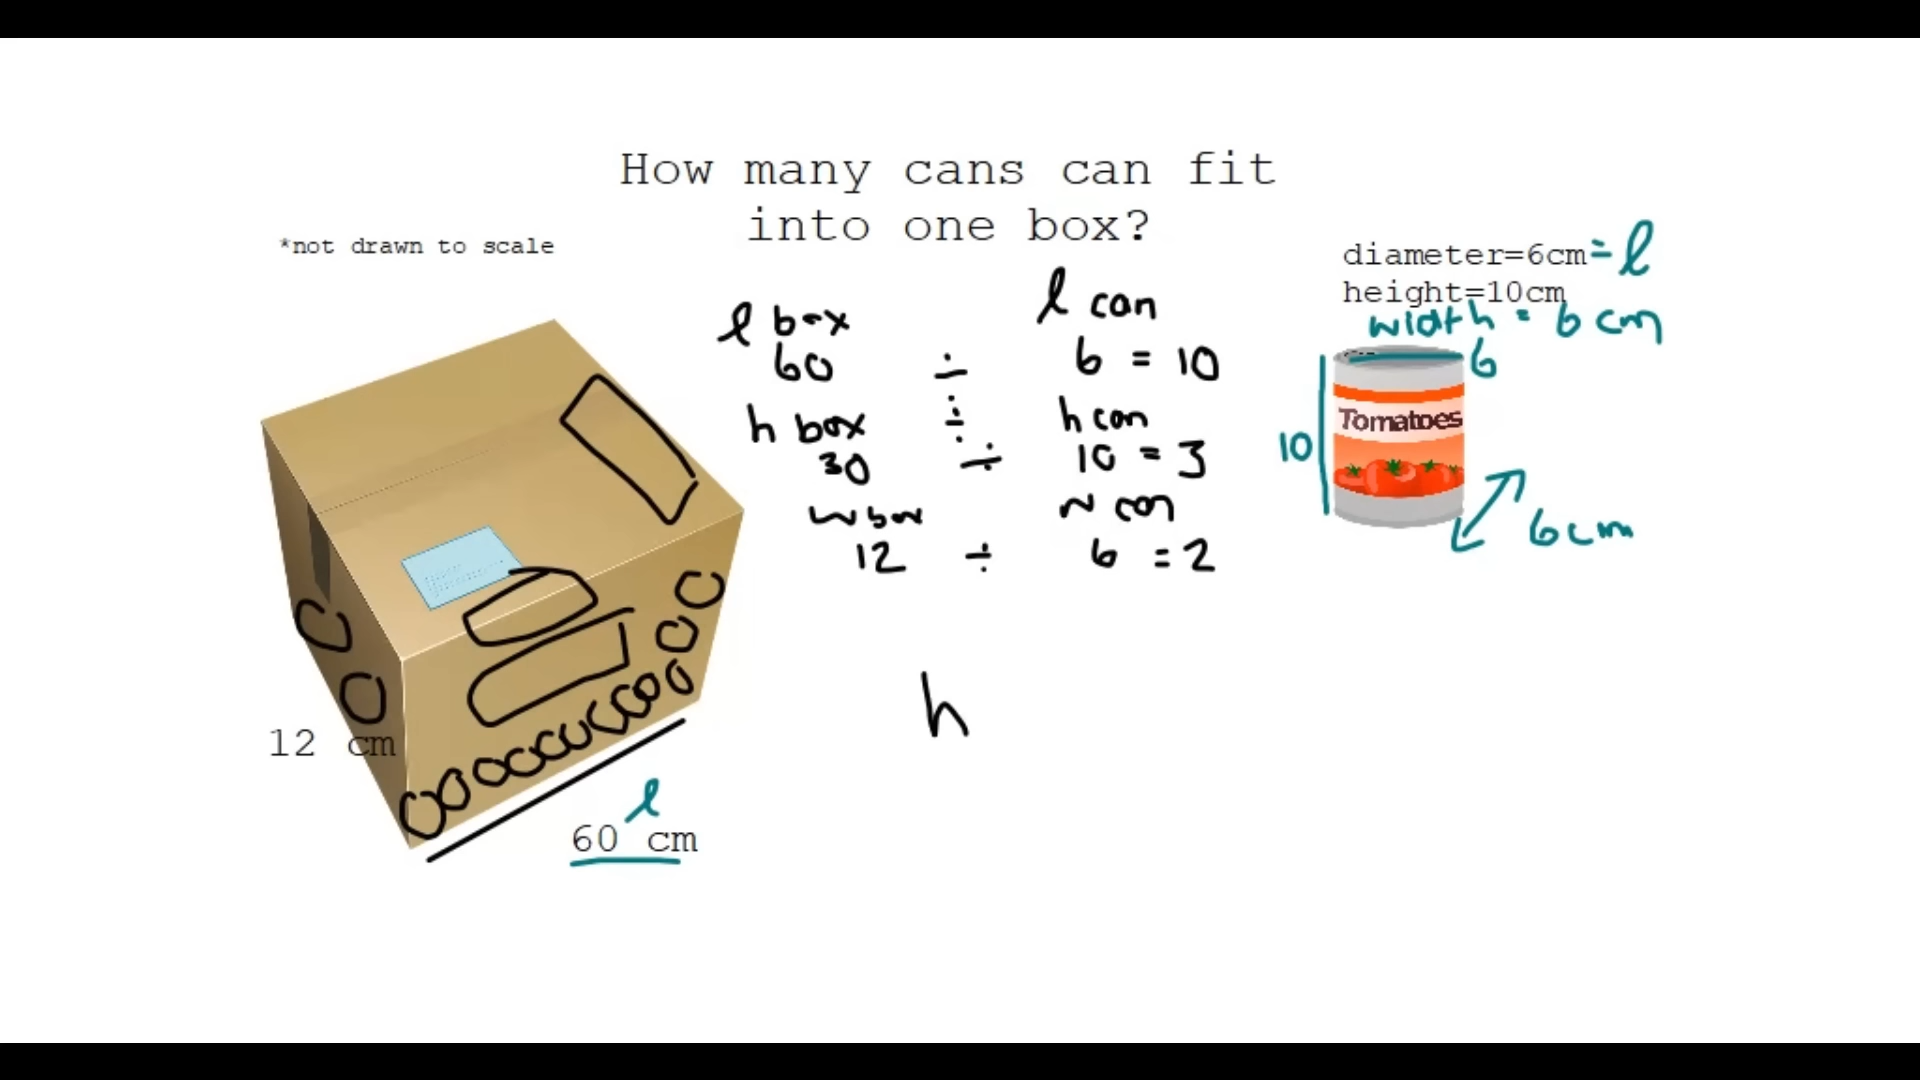 How many cans can fit
into one box?
*not drawn to scale
diameter=6cm = l
height=10cm
width = 6 cm
6
l box
l can
60 ÷ 6 = 10
h box ÷ h can
30 ÷ 10 = 3
w box
w can
12 ÷ 6 = 2
10
Tomatoes
6cm
h
12 cm
l
60 cm